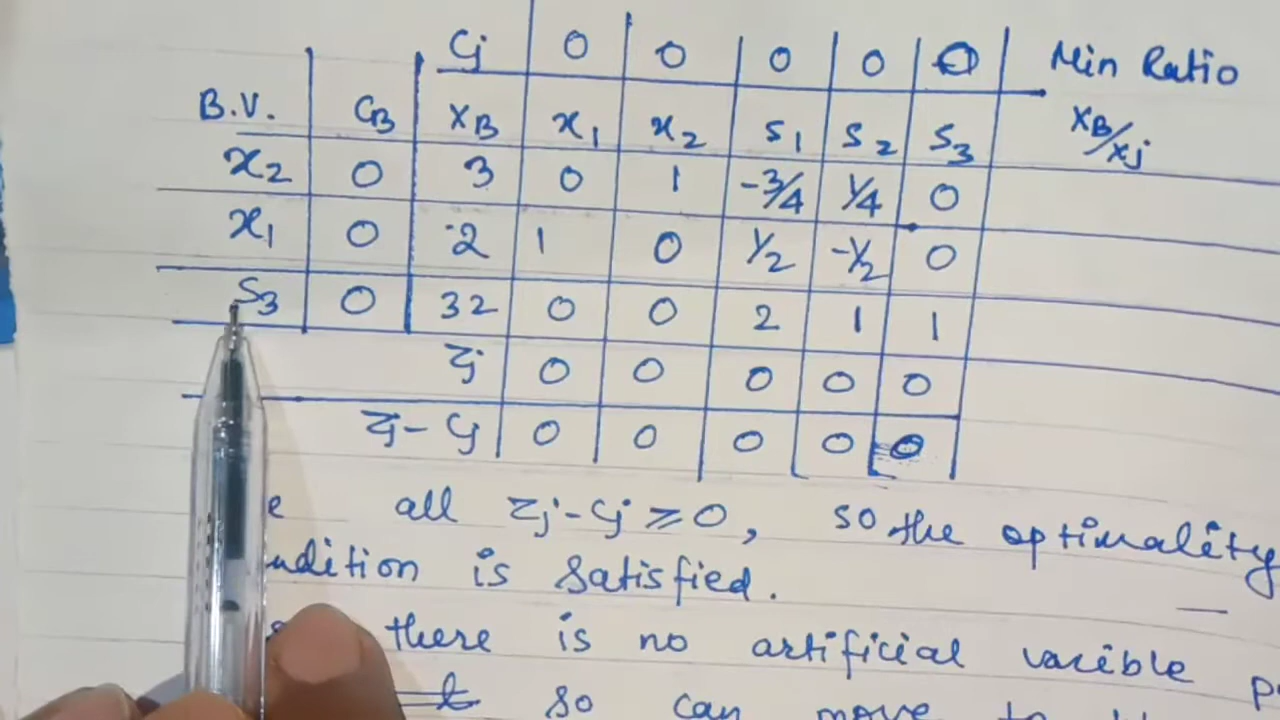 Cj 0 0 0 0 0 Min Ratio
B.V. CB XB x1 x2 s1 s2 s3 XB/xj
x2 0 3 0 1 -3/4 1/4 0
x1 0 2 1 0 1/2 -1/2 0
S3 0 32 0 0 2 1 1
Zj 0 0 0 0 0
Zj - Cj 0 0 0 0 0
all Zj-Cj ≥ 0, so the optimality
is satisfied.
there is no artificial varible
so can move to